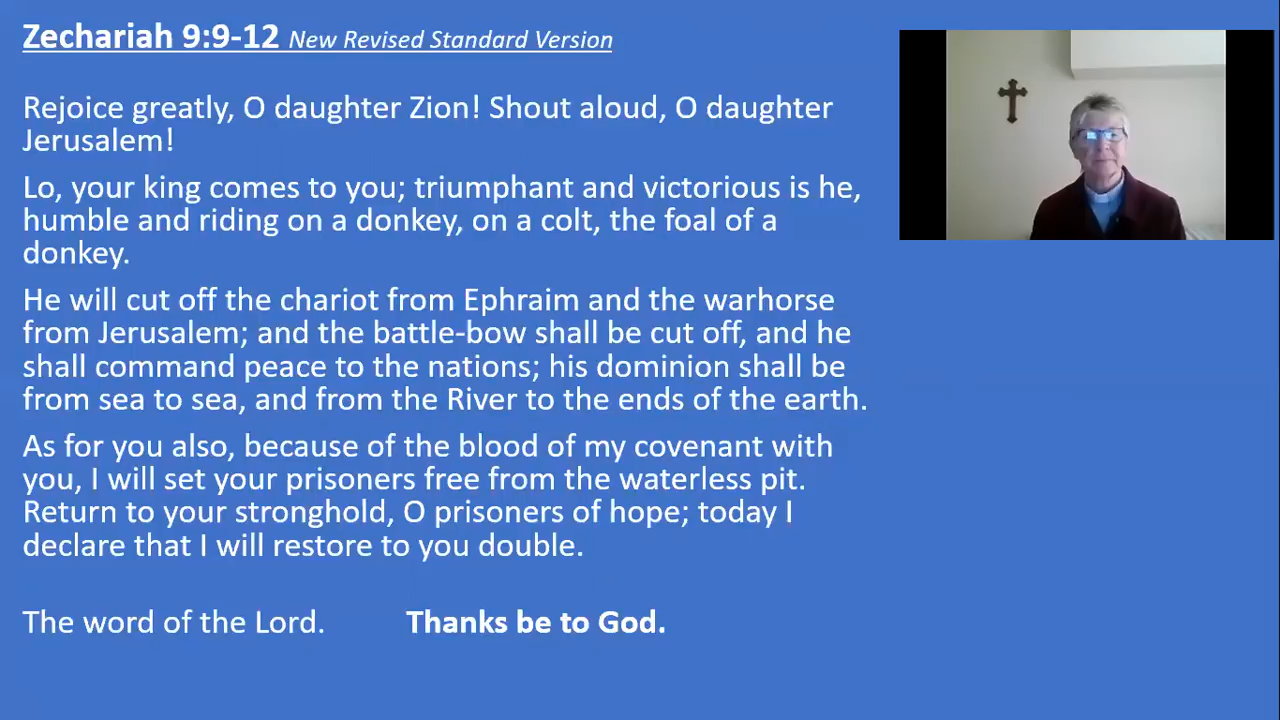 Zechariah 9:9-12 New Revised Standard Version
Rejoice greatly, O daughter Zion! Shout aloud, O daughter
Jerusalem!
Lo, your king comes to you; triumphant and victorious is he,
humble and riding on a donkey, on a colt, the foal of a
donkey.
He will cut off the chariot from Ephraim and the warhorse
from Jerusalem; and the battle-bow shall be cut off, and he
shall command peace to the nations; his dominion shall be
from sea to sea, and from the River to the ends of the earth.
As for you also, because of the blood of my covenant with
you, I will set your prisoners free from the waterless pit.
Return to your stronghold, O prisoners of hope; today I
declare that I will restore to you double.
The word of the Lord. Thanks be to God.